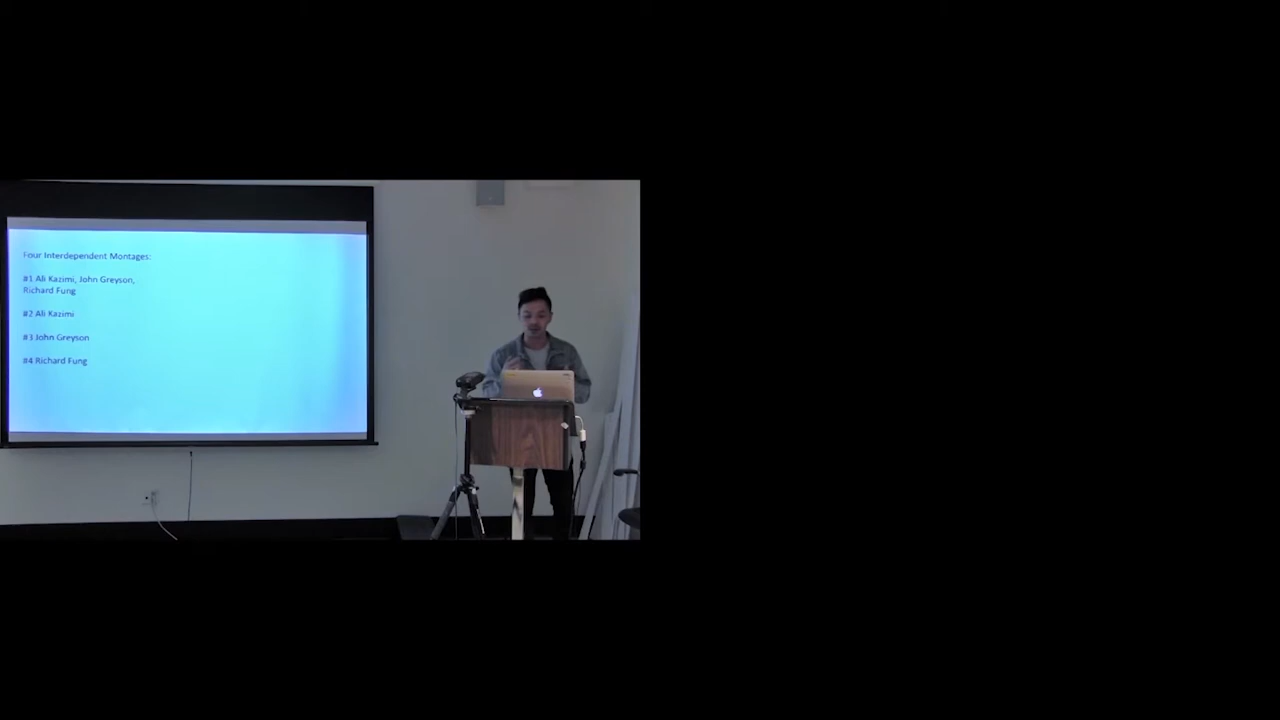 Four Interdependent Montages:
#1 Ali Kazimi, John Greyson,
Richard Fung
#2 Ali Kazimi
#3 John Greyson
#4 Richard Fung